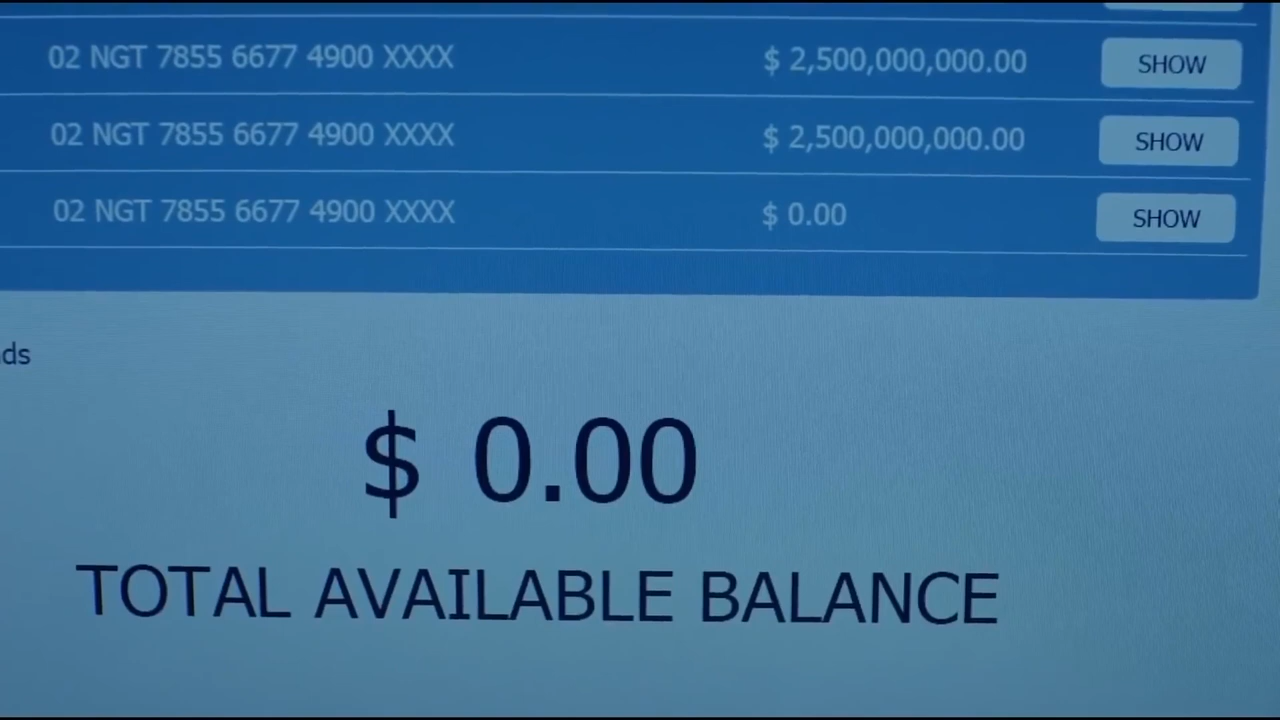 02 NGT 7855 6677 4900 XXXX $ 2,500,000,000.00 SHOW
02 NGT 7855 6677 4900 XXXX $ 2,500,000,000.00 SHOW
02 NGT 7855 6677 4900 XXXX $ 0.00 SHOW
ds
$ 0.00
TOTAL AVAILABLE BALANCE